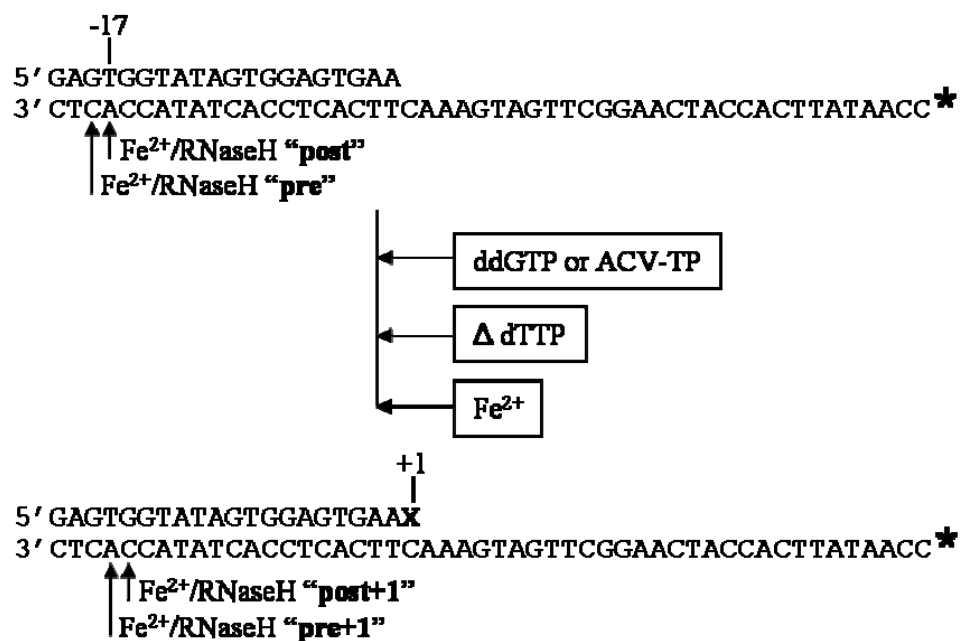 -17
5′ GAGTGGTATAGTGGAGTGAA
3′ CTCACCATATCACCTCACTTCAAAGTAGTTCGGAACTACCACTTATAACC*
Fe²⁺/RNaseH “post”
Fe²⁺/RNaseH “pre”
ddGTP or ACV-TP
Δ dTTP
Fe²⁺
+1
5′ GAGTGGTATAGTGGAGTGAAX
3′ CTCACCATATCACCTCACTTCAAAGTAGTTCGGAACTACCACTTATAACC*
Fe²⁺/RNaseH “post+1”
Fe²⁺/RNaseH “pre+1”